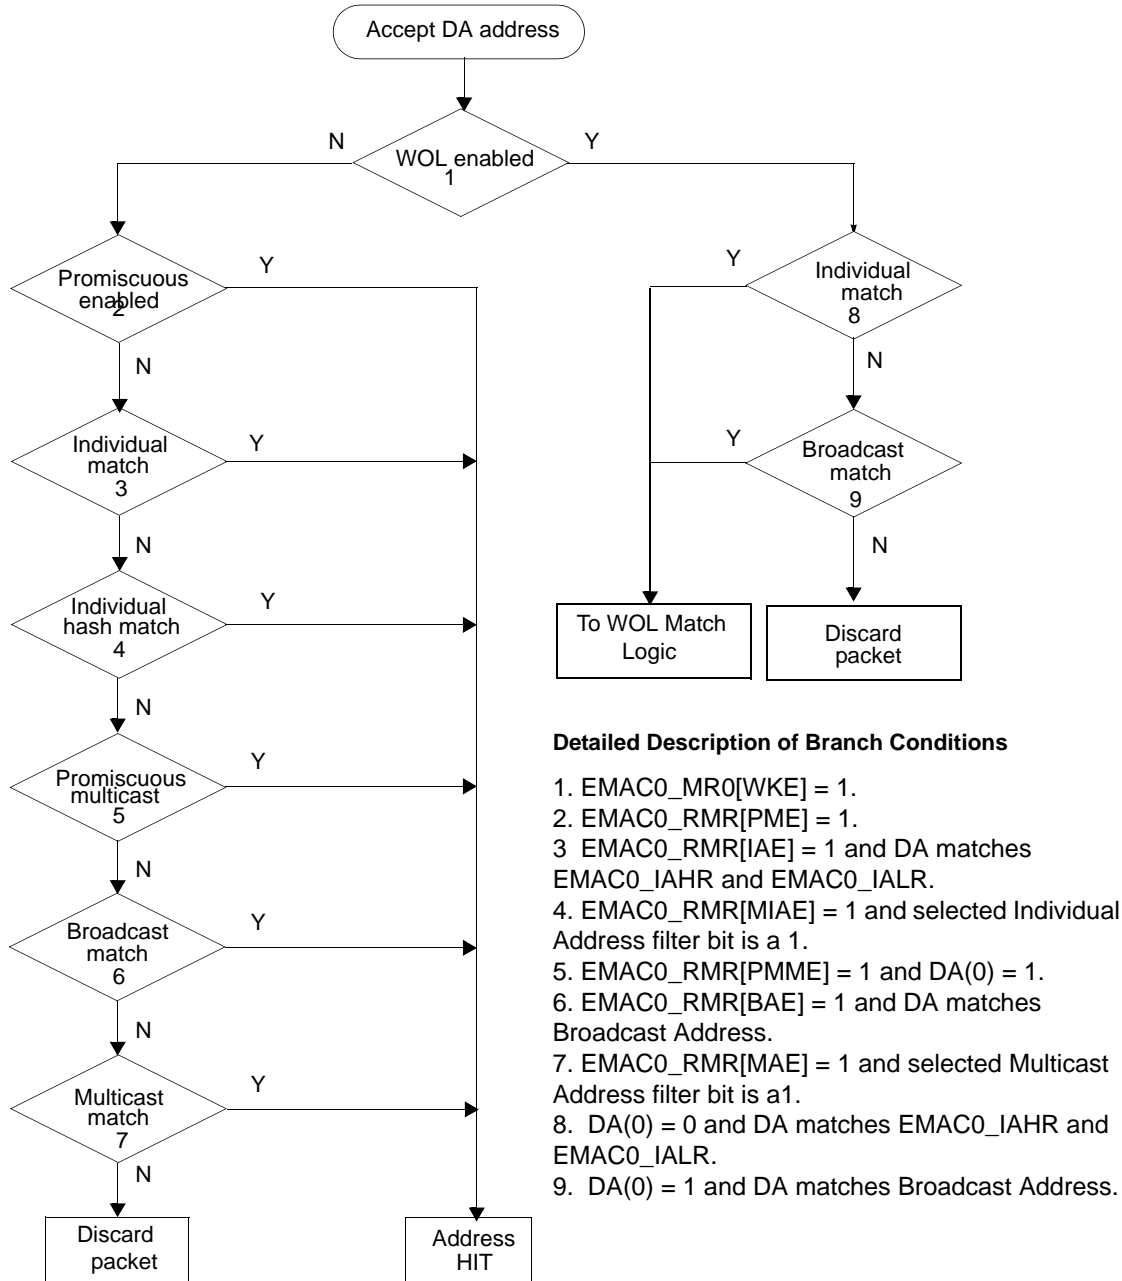 Accept DA address
N
Y
WOL enabled
1
Promiscuous
enabled
2
Y
Y
Individual
match
8
N
N
Individual
match
3
Y
Y
Broadcast
match
9
N
N
Individual
hash match
4
Y
To WOL Match
Logic
Discard
packet
N
Promiscuous
multicast
5
Y
N
Broadcast
match
6
Y
N
Multicast
match
7
Y
N
Discard
packet
Address
HIT
Detailed Description of Branch Conditions
1. EMAC0_MR0[WKE] = 1.
2. EMAC0_RMR[PME] = 1.
3 EMAC0_RMR[IAE] = 1 and DA matches
EMAC0_IAHR and EMAC0_IALR.
4. EMAC0_RMR[MIAE] = 1 and selected Individual
Address filter bit is a 1.
5. EMAC0_RMR[PMME] = 1 and DA(0) = 1.
6. EMAC0_RMR[BAE] = 1 and DA matches
Broadcast Address.
7. EMAC0_RMR[MAE] = 1 and selected Multicast
Address filter bit is a1.
8. DA(0) = 0 and DA matches EMAC0_IAHR and
EMAC0_IALR.
9. DA(0) = 1 and DA matches Broadcast Address.